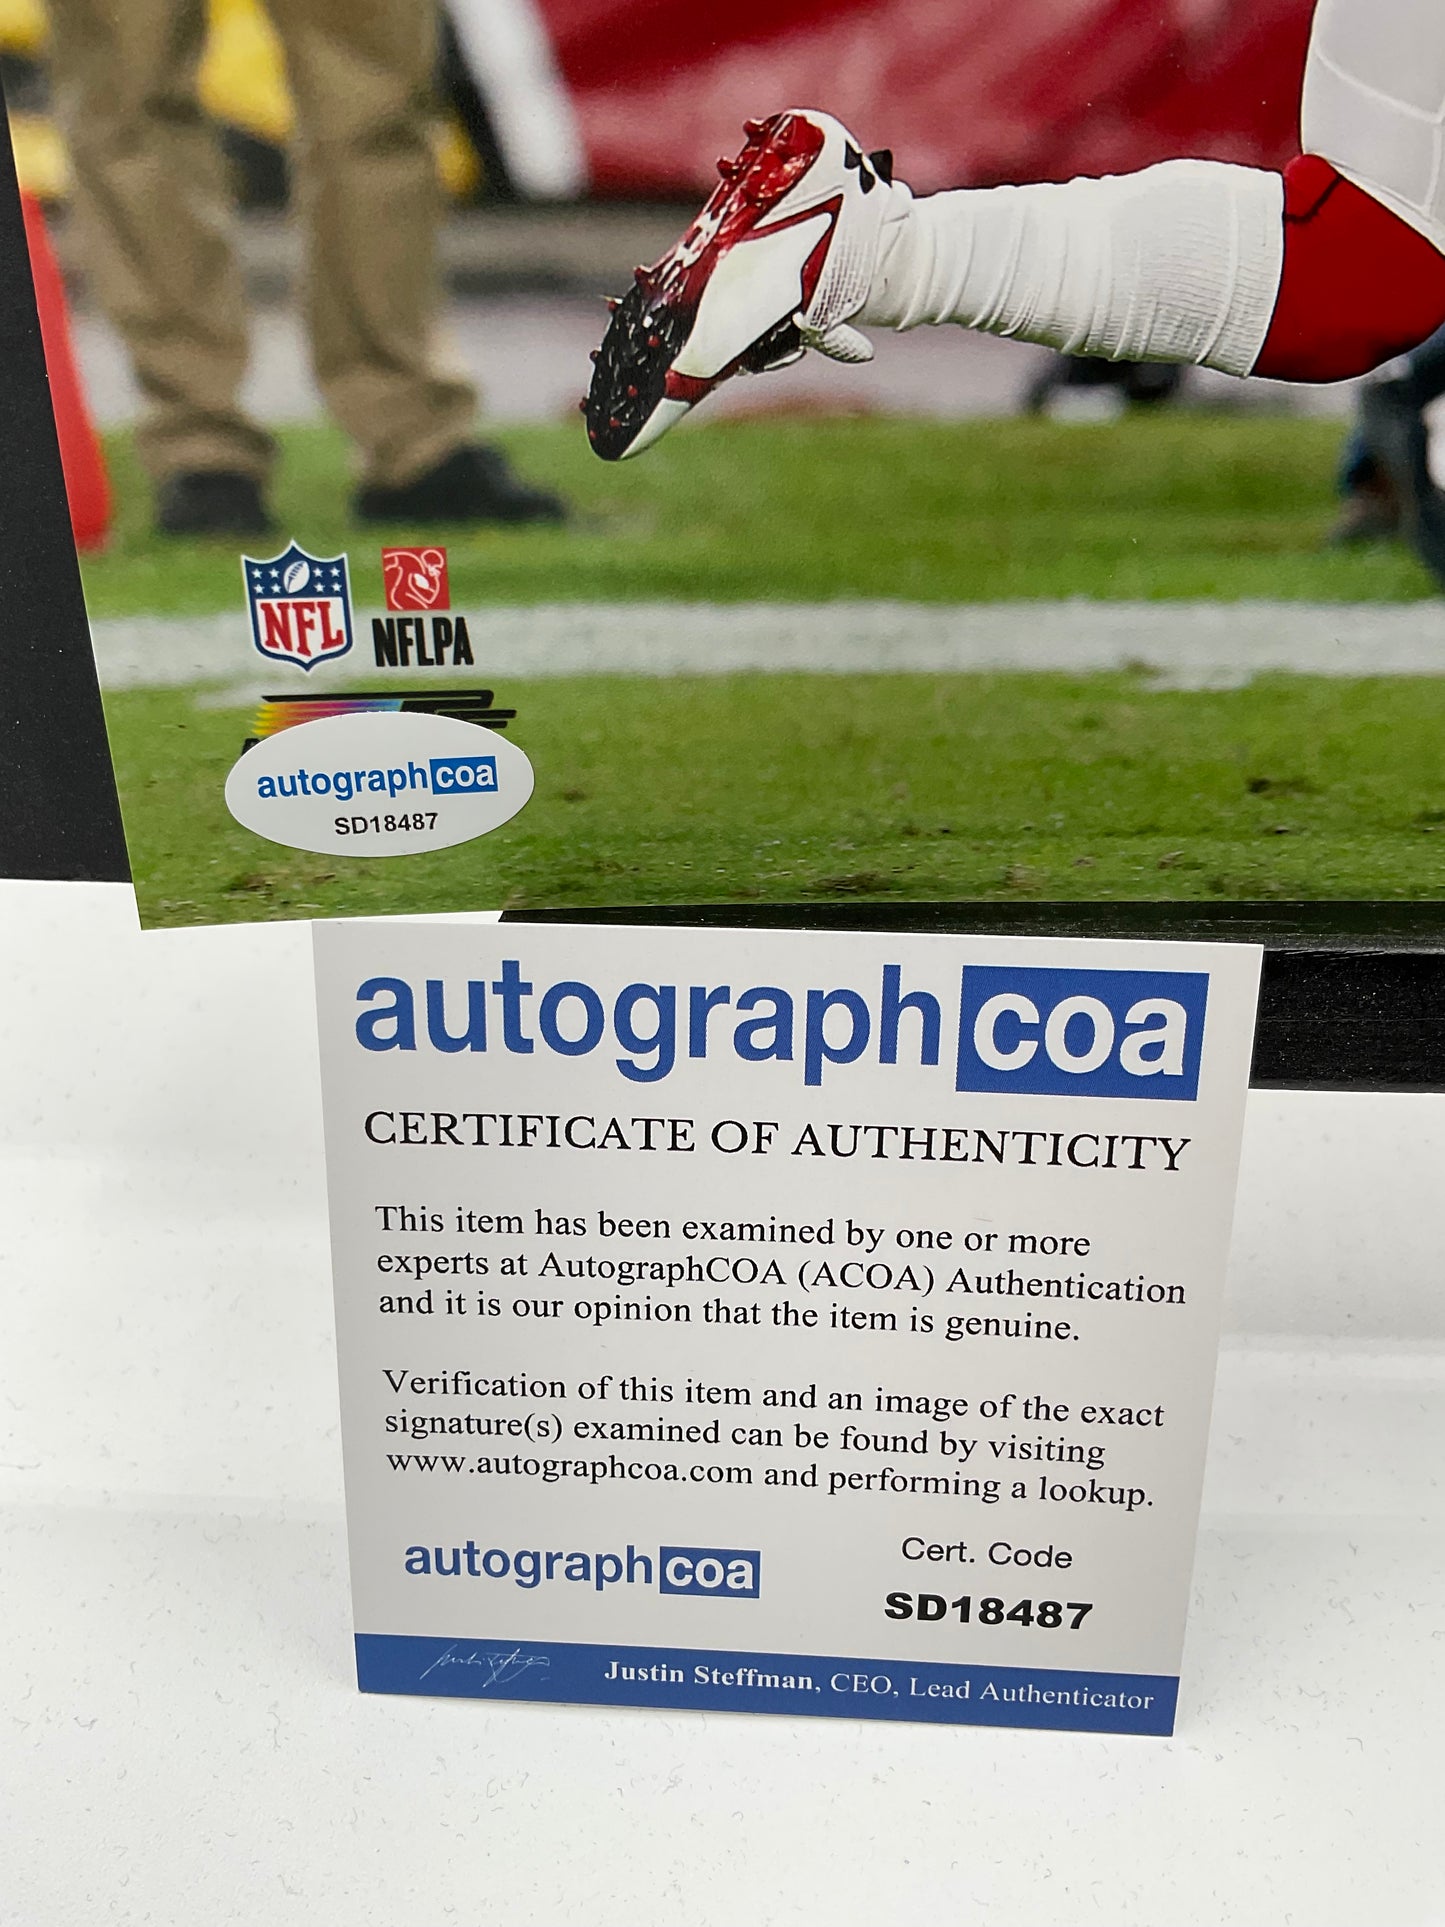 NFL
NFLPA
autographcoa
SD18487
autographcoa
CERTIFICATE OF AUTHENTICITY
This item has been examined by one or more
experts at AutographCOA (ACOA) Authentication
and it is our opinion that the item is genuine.
Verification of this item and an image of the exact
signature(s) examined can be found by visiting
www.autographcoa.com and performing a lookup.
autographcoa
Cert. Code
SD18487
Justin Steffman, CEO, Lead Authenticator